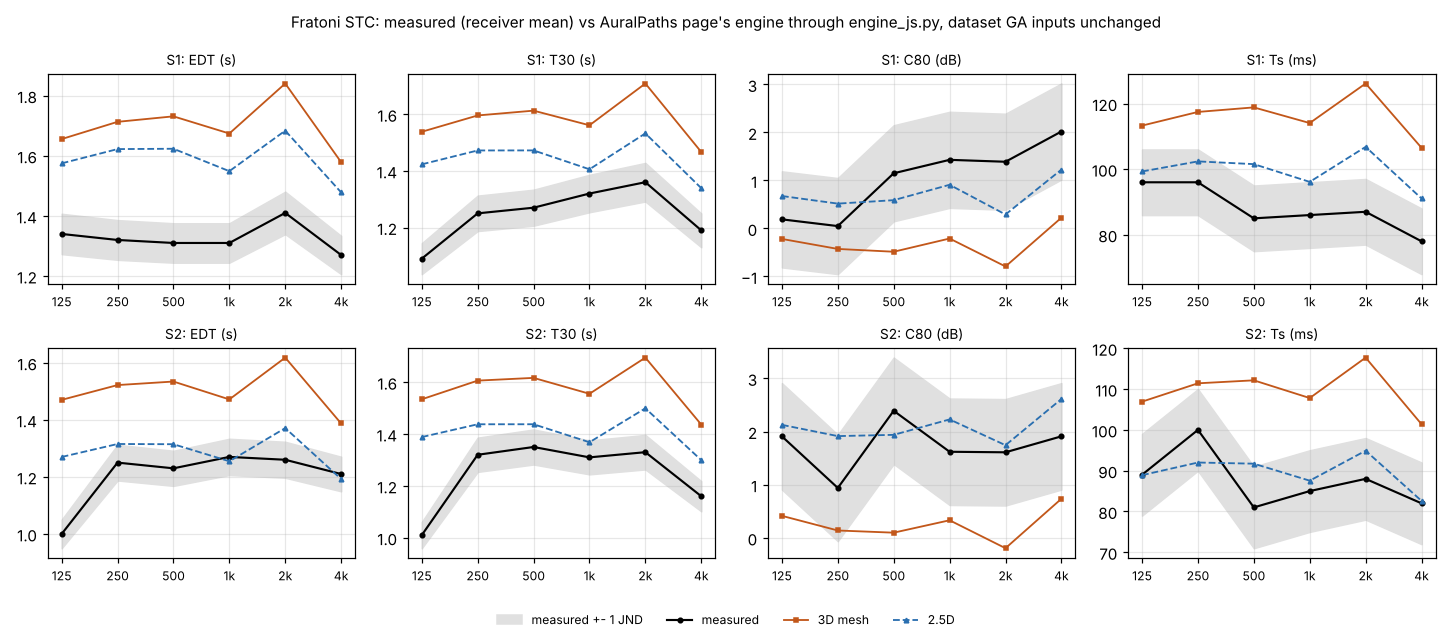 Fratoni STC: measured (receiver mean) vs AuralPaths page's engine through engine_js.py, dataset GA inputs unchanged
S1: EDT (s)
1.8
1.6
1.4
1.2
125 250 500 1k 2k 4k
S1: T30 (s)
1.6
1.4
1.2
125 250 500 1k 2k 4k
S1: C80 (dB)
3
2
1
0
−1
125 250 500 1k 2k 4k
S1: Ts (ms)
120
100
80
125 250 500 1k 2k 4k
S2: EDT (s)
1.6
1.4
1.2
1.0
125 250 500 1k 2k 4k
S2: T30 (s)
1.6
1.4
1.2
1.0
125 250 500 1k 2k 4k
S2: C80 (dB)
3
2
1
0
125 250 500 1k 2k 4k
S2: Ts (ms)
120
110
100
90
80
70
125 250 500 1k 2k 4k
measured +- 1 JND measured 3D mesh 2.5D